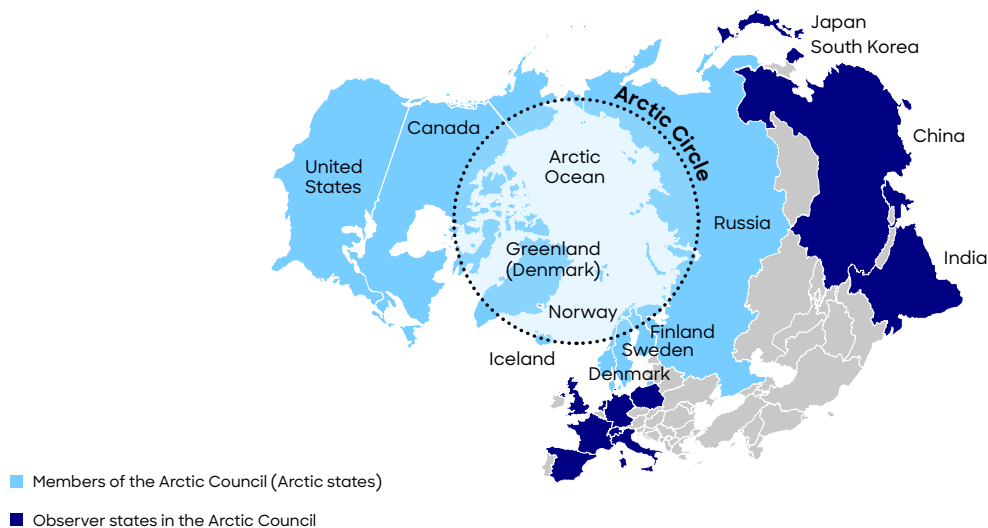 Japan
South Korea
Arctic Circle
Canada
China
United
States
Arctic
Ocean
Russia
Greenland
(Denmark)
India
Norway
Finland
Sweden
Iceland
Denmark
Members of the Arctic Council (Arctic states)
Observer states in the Arctic Council